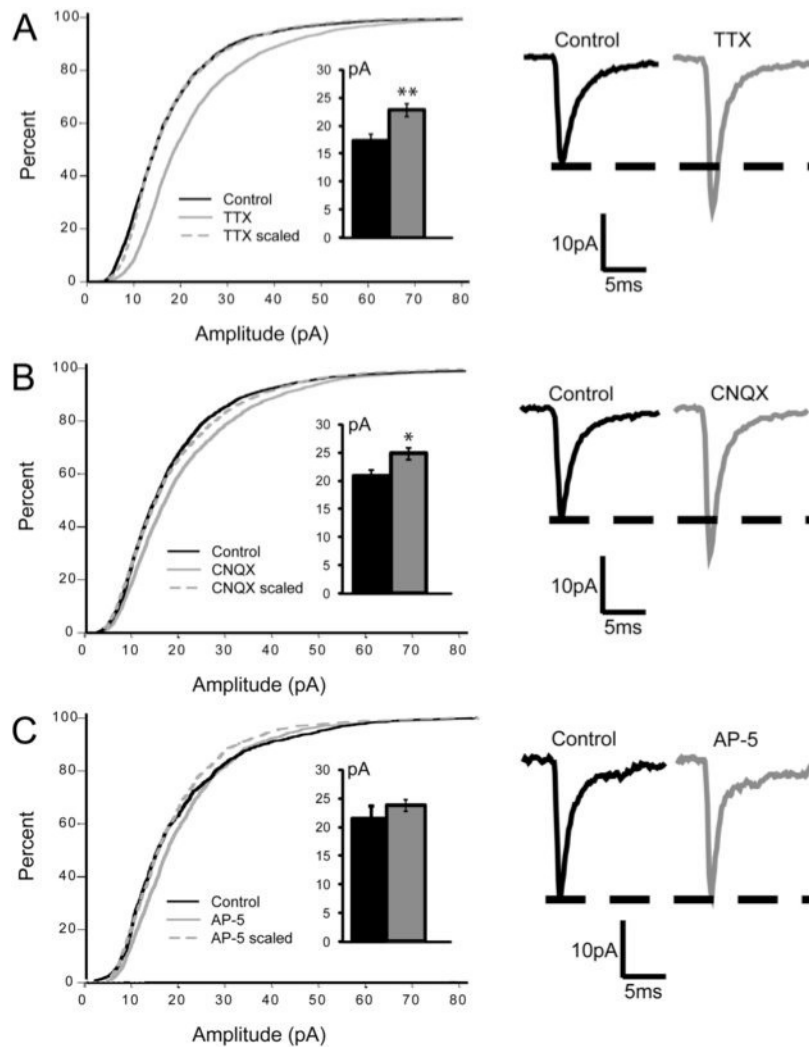 A
100
80
60
40
20
0
Percent
0 10 20 30 40 50 60 70 80
Amplitude (pA)
Control
TTX
TTX scaled
pA
30
25
20
15
10
5
0
**
Control TTX
10pA
5ms
B
100
80
60
40
20
0
Percent
0 10 20 30 40 50 60 70 80
Amplitude (pA)
Control
CNQX
CNQX scaled
pA
30
25
20
15
10
5
0
*
Control CNQX
10pA
5ms
C
100
80
60
40
20
0
Percent
0 10 20 30 40 50 60 70 80
Amplitude (pA)
Control
AP-5
AP-5 scaled
pA
30
25
20
15
10
5
0
Control AP-5
10pA
5ms